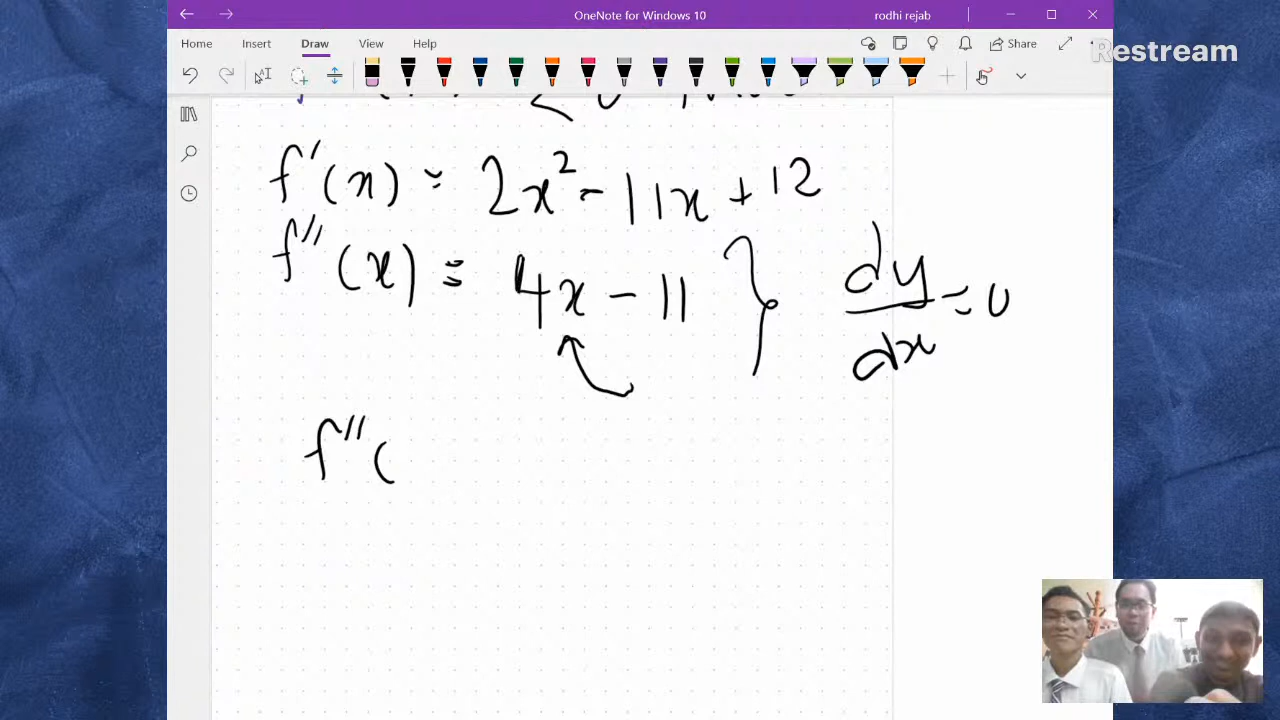 OneNote for Windows 10
rodhi rejab
Home Insert Draw View Help
Share
Restream
f'(x) = 2x² - 11x + 12
f''(x) = 4x - 11 } dy/dx = 0
f''(